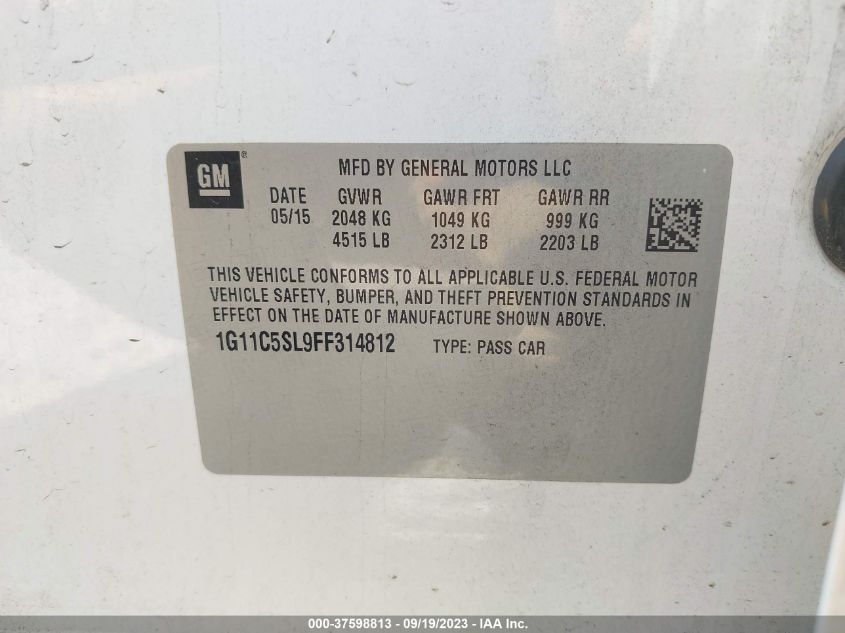 GM ®
MFD BY GENERAL MOTORS LLC
DATE GVWR GAWR FRT GAWR RR
05/15 2048 KG 1049 KG 999 KG
4515 LB 2312 LB 2203 LB
THIS VEHICLE CONFORMS TO ALL APPLICABLE U.S. FEDERAL MOTOR
VEHICLE SAFETY, BUMPER, AND THEFT PREVENTION STANDARDS IN
EFFECT ON THE DATE OF MANUFACTURE SHOWN ABOVE.
1G11C5SL9FF314812 TYPE: PASS CAR
000-37598813 - 09/19/2023 - IAA Inc.